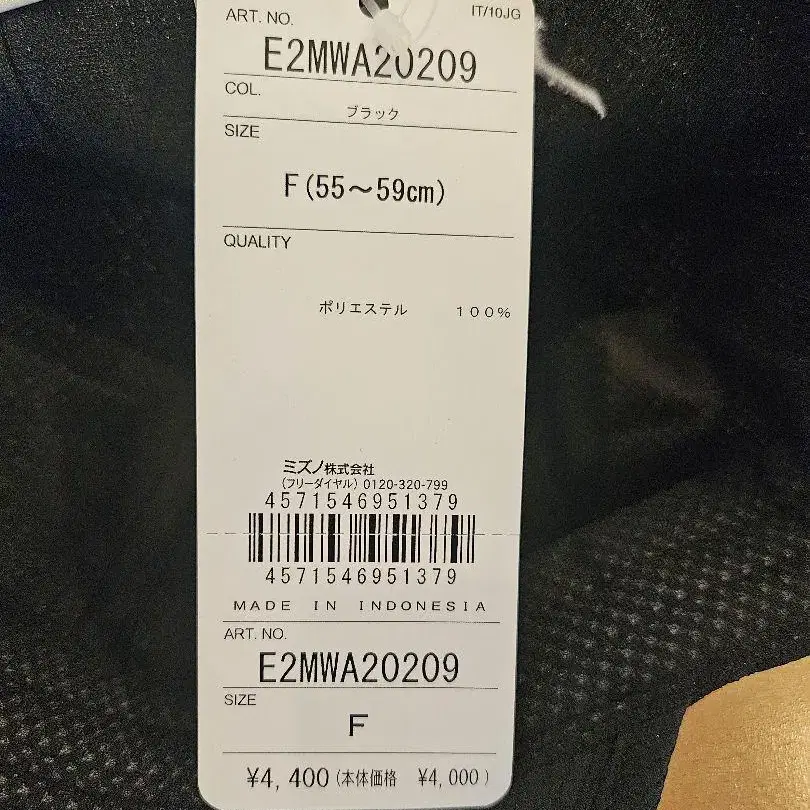 ART. NO.
IT/10JG
E2MWA20209
COL.
ブラック
SIZE
F(55～59cm)
QUALITY
ポリエステル 100%
ミズノ株式会社
(フリーダイヤル) 0120-320-799
4571546951379
4571546951379
MADE IN INDONESIA
ART. NO.
E2MWA20209
SIZE
F
¥4,400(本体価格 ¥4,000)